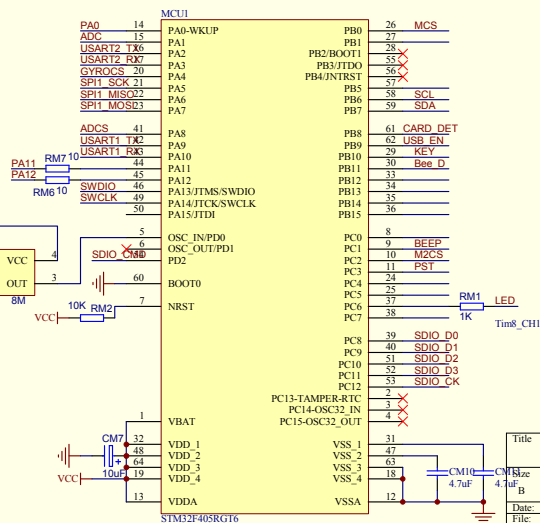 MCU1
PA0 14 PA0-WKUP PB0 26 MCS
ADC 15 PA1 PB1 27
USART2_TX 16 PA2 PB2/BOOT1 28
USART2_RX 17 PA3 PB3/JTDO 55
GYROCS 20 PA4 PB4/JNTRST 56
SPI1_SCK 21 PA5 PB5 57
SPI1_MISO 22 PA6 PB6 58 SCL
SPI1_MOSI 23 PA7 PB7 59 SDA
ADCS 41 PA8 PB8 61 CARD_DET
USART1_TX 42 PA9 PB9 62 USB_EN
USART1_RX 43 PA10 PB10 29 KEY
PA11 RM7 10 44 PA11 PB11 30 Bee_D
PA12 RM6 10 45 PA12 PB12 33
SWDIO 46 PA13/JTMS/SWDIO PB13 34
SWCLK 49 PA14/JTCK/SWCLK PB14 35
50 PA15/JTDI PB15 36
5 OSC_IN/PD0 PC0 8
6 OSC_OUT/PD1 PC1 9 BEEP
VCC 4 SDIO_CMD 54 PD2 PC2 10 M2CS
PC3 11 PST
OUT 3 60 BOOT0 PC4 24
8M PC5 25
10K RM2 7 NRST PC6 37 RM1 LED
VCC PC7 38 1K
Tim8_CH1
PC8 39 SDIO_D0
PC9 40 SDIO_D1
PC10 51 SDIO_D2
PC11 52 SDIO_D3
PC12 53 SDIO_CK
PC13-TAMPER-RTC 2
PC14-OSC32_IN 3
1 VBAT PC15-OSC32_OUT 4
CM7 32 VDD_1 VSS_1 31
48 VDD_2 VSS_2 47
+ 64 VDD_3 VSS_3 63
10uF
VCC 19 VDD_4 VSS_4 18
CM10
4.7uF 4.7uF
13 VDDA VSSA 12
STM32F405RGT6
Title
Size
B
Date:
File: